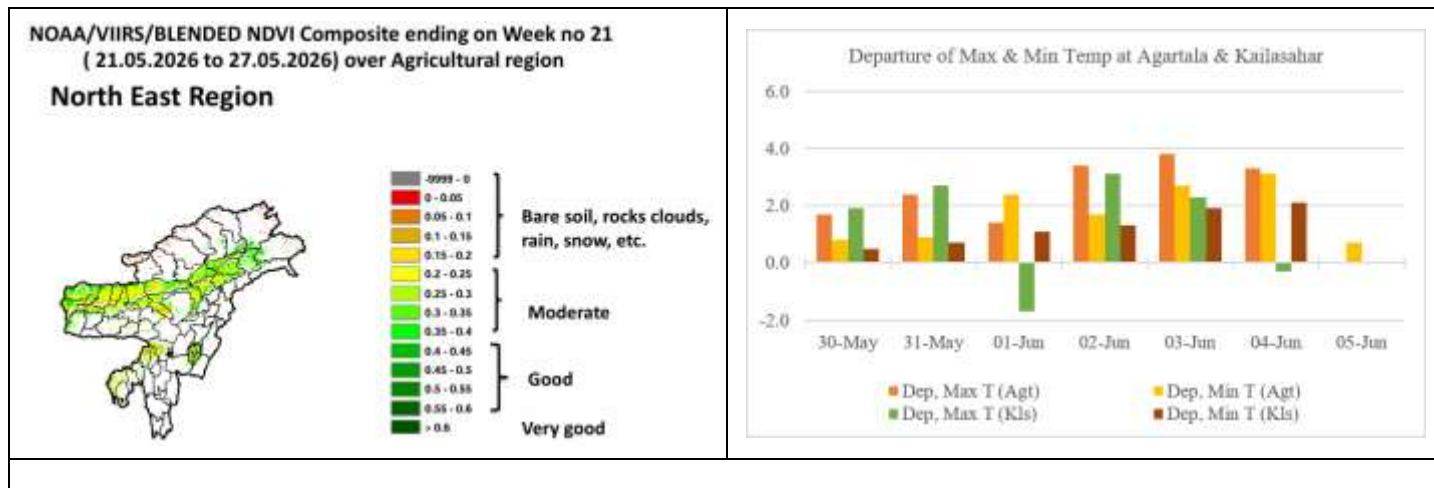 NOAA/VIIRS/BLENDED NDVI Composite ending on Week no 21
( 21.05.2026 to 27.05.2026) over Agricultural region
North East Region
-9999 - 0
0 - 0.05
0.05 - 0.1
0.1 - 0.15
0.15 - 0.2
0.2 - 0.25
0.25 - 0.3
0.3 - 0.35
0.35 - 0.4
0.4 - 0.45
0.45 - 0.5
0.5 - 0.55
0.55 - 0.6
> 0.6
Bare soil, rocks clouds,
rain, snow, etc.
Moderate
Good
Very good
Departure of Max & Min Temp at Agartala & Kailasahar
6.0
4.0
2.0
0.0
-2.0
30-May 31-May 01-Jun 02-Jun 03-Jun 04-Jun 05-Jun
Dep, Max T (Agt) Dep, Min T (Agt)
Dep, Max T (Kls) Dep, Min T (Kls)